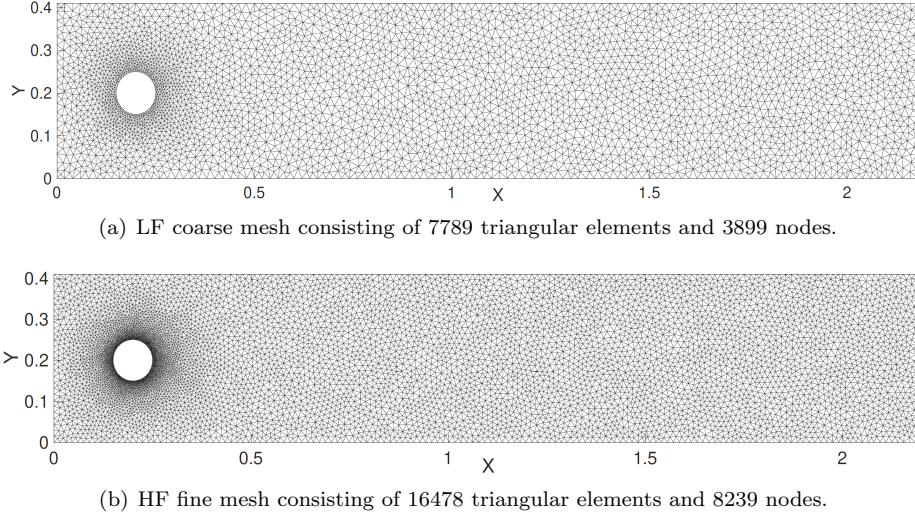 0.4
0.3
Y
0.2
0.1
0
0 0.5 1 X 1.5 2
(a) LF coarse mesh consisting of 7789 triangular elements and 3899 nodes.
0.4
0.3
Y
0.2
0.1
0
0 0.5 1 X 1.5 2
(b) HF fine mesh consisting of 16478 triangular elements and 8239 nodes.